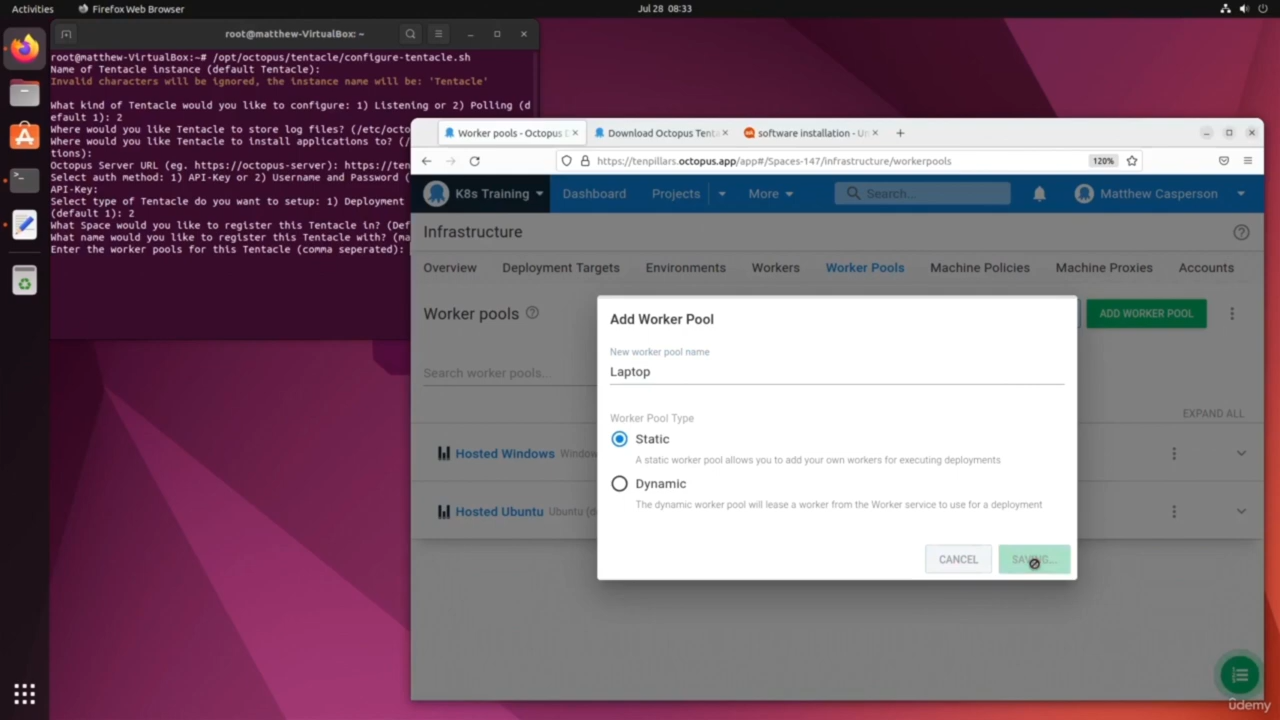 Activities
Firefox Web Browser
Jul 28 08:33
root@matthew-VirtualBox: ~
root@matthew-VirtualBox:~# /opt/octopus/tentacle/configure-tentacle.sh
Name of Tentacle instance (default Tentacle):
Invalid characters will be ignored, the instance name will be: 'Tentacle'
What kind of Tentacle would you like to configure: 1) Listening or 2) Polling (d
efault 1): 2
Where would you like Tentacle to store log files? (/etc/octo
Where would you like Tentacle to install applications to? (/
tions):
Octopus Server URL (eg. https://octopus-server): https://ten
Select auth method: 1) API-Key or 2) Username and Password (
API-Key:
Select type of Tentacle do you want to setup: 1) Deployment
(default 1): 2
What Space would you like to register this Tentacle in? (Def
What name would you like to register this Tentacle with? (ma
Enter the worker pools for this Tentacle (comma seperated):
Worker pools - Octopus D
Download Octopus Tenta
software installation - Un
https://tenpillars.octopus.app/app#/Spaces-147/infrastructure/workerpools
120%
K8s Training
Dashboard
Projects
More
Search...
Matthew Casperson
Infrastructure
Overview
Deployment Targets
Environments
Workers
Worker Pools
Machine Policies
Machine Proxies
Accounts
Worker pools
ADD WORKER POOL
Search worker pools...
EXPAND ALL
Hosted Windows
Hosted Ubuntu
Add Worker Pool
New worker pool name
Laptop
Worker Pool Type
Static
A static worker pool allows you to add your own workers for executing deployments
Dynamic
The dynamic worker pool will lease a worker from the Worker service to use for a deployment
CANCEL
SAVING...
ûdemy